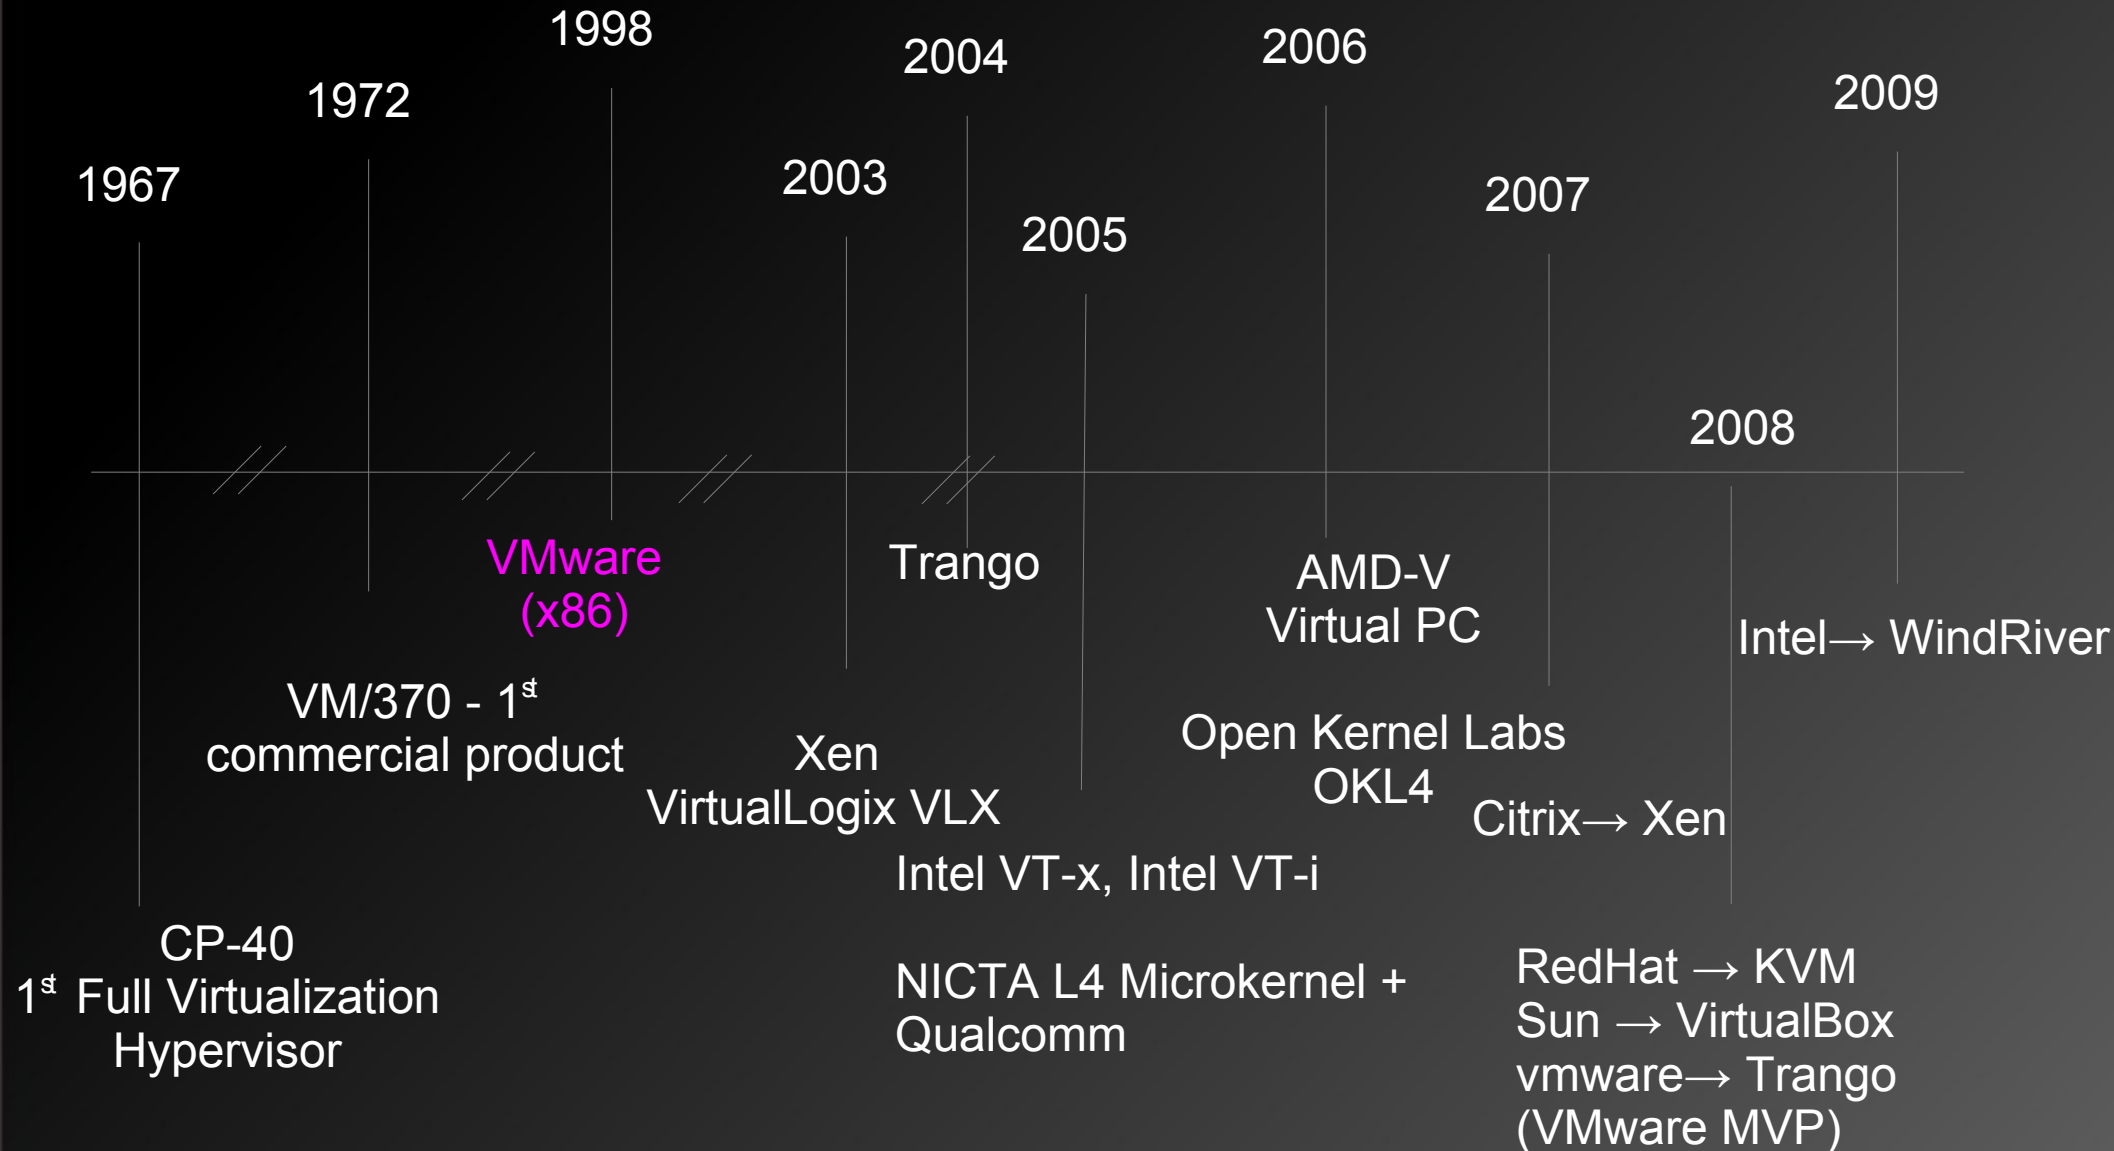 1967
1972
1998
2003
2004
2005
2006
2007
2008
2009
CP-40
1st Full Virtualization
Hypervisor
VM/370 - 1st
commercial product
VMware
(x86)
Xen
VirtualLogix VLX
Trango
Intel VT-x, Intel VT-i
NICTA L4 Microkernel +
Qualcomm
AMD-V
Virtual PC
Open Kernel Labs
OKL4
Citrix→ Xen
RedHat → KVM
Sun → VirtualBox
vmware→ Trango
(VMware MVP)
Intel→ WindRiver